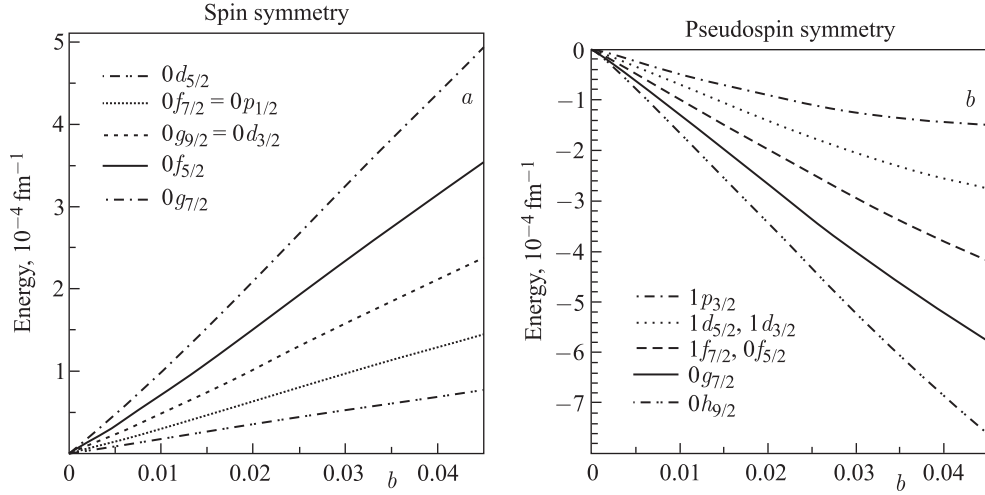 Spin symmetry
a
5
4
3
2
1
0
0.01
0.02
0.03
0.04
b
Energy, 10⁻⁴ fm⁻¹
0d₅/₂
0f₇/₂ = 0p₁/₂
0g₉/₂ = 0d₃/₂
0f₅/₂
0g₇/₂
Pseudospin symmetry
b
0
−1
−2
−3
−4
−5
−6
−7
0
0.01
0.02
0.03
0.04
b
Energy, 10⁻⁴ fm⁻¹
1p₃/₂
1d₅/₂, 1d₃/₂
1f₇/₂, 0f₅/₂
0g₇/₂
0h₉/₂